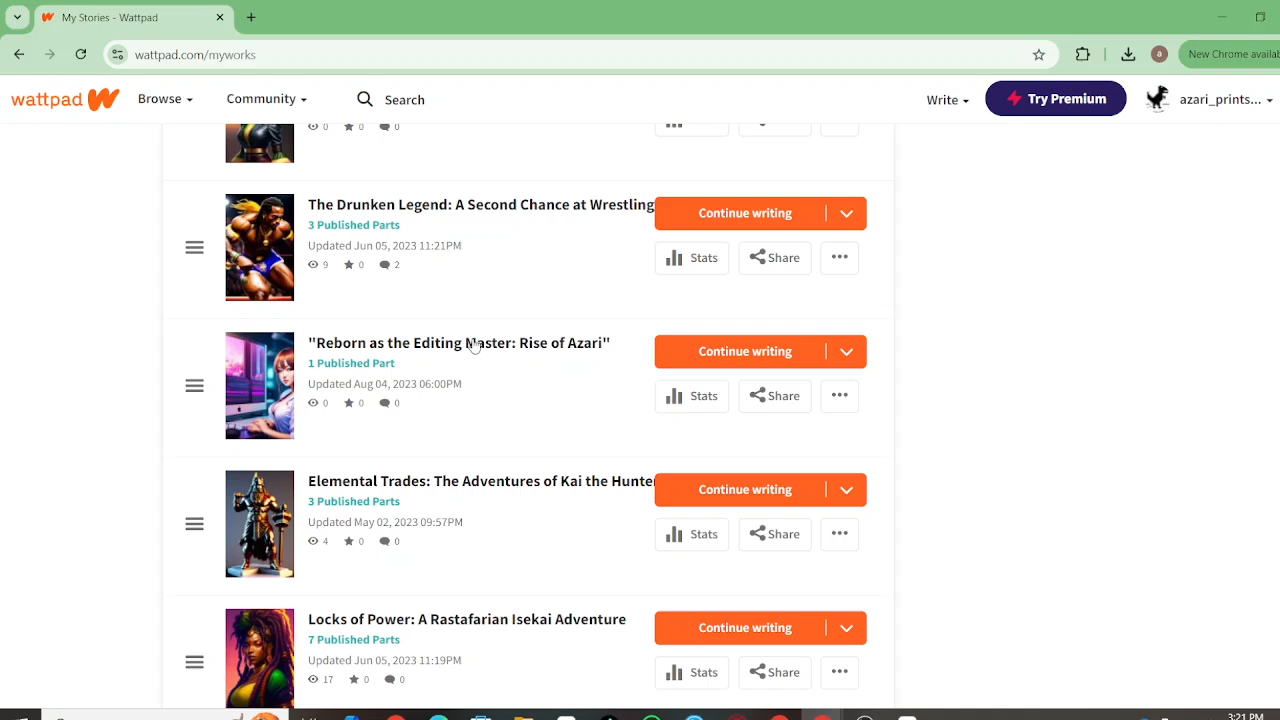 My Stories - Wattpad
wattpad.com/myworks
a
New Chrome availab
wattpad
Browse
Community
Search
Write
Try Premium
azari_prints...
0 0 0
The Drunken Legend: A Second Chance at Wrestling
3 Published Parts
Updated Jun 05, 2023 11:21PM
9 0 2
Continue writing
Stats
Share
"Reborn as the Editing Master: Rise of Azari"
1 Published Part
Updated Aug 04, 2023 06:00PM
0 0 0
Continue writing
Stats
Share
Elemental Trades: The Adventures of Kai the Hunter
3 Published Parts
Updated May 02, 2023 09:57PM
4 0 0
Continue writing
Stats
Share
Locks of Power: A Rastafarian Isekai Adventure
7 Published Parts
Updated Jun 05, 2023 11:19PM
17 0 0
Continue writing
Stats
Share
3:21 PM